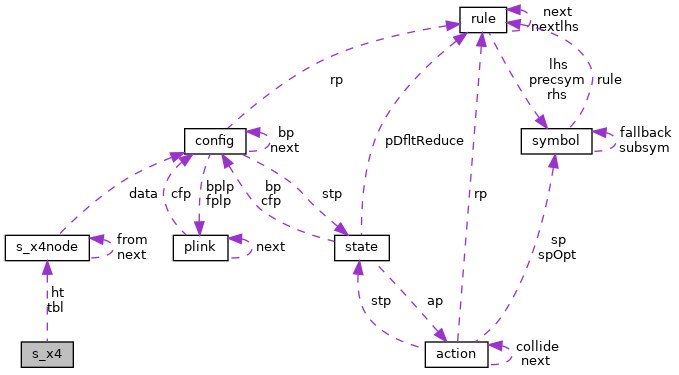 rule
next
nextlhs
lhs
precsym
rhs
rule
rp
config
bp
next
pDfltReduce
symbol
fallback
subsym
data
cfp
bplp
fplp
bp
cfp
stp
rp
s_x4node
from
next
plink
next
state
sp
spOpt
ht
tbl
stp
ap
s_x4
action
collide
next